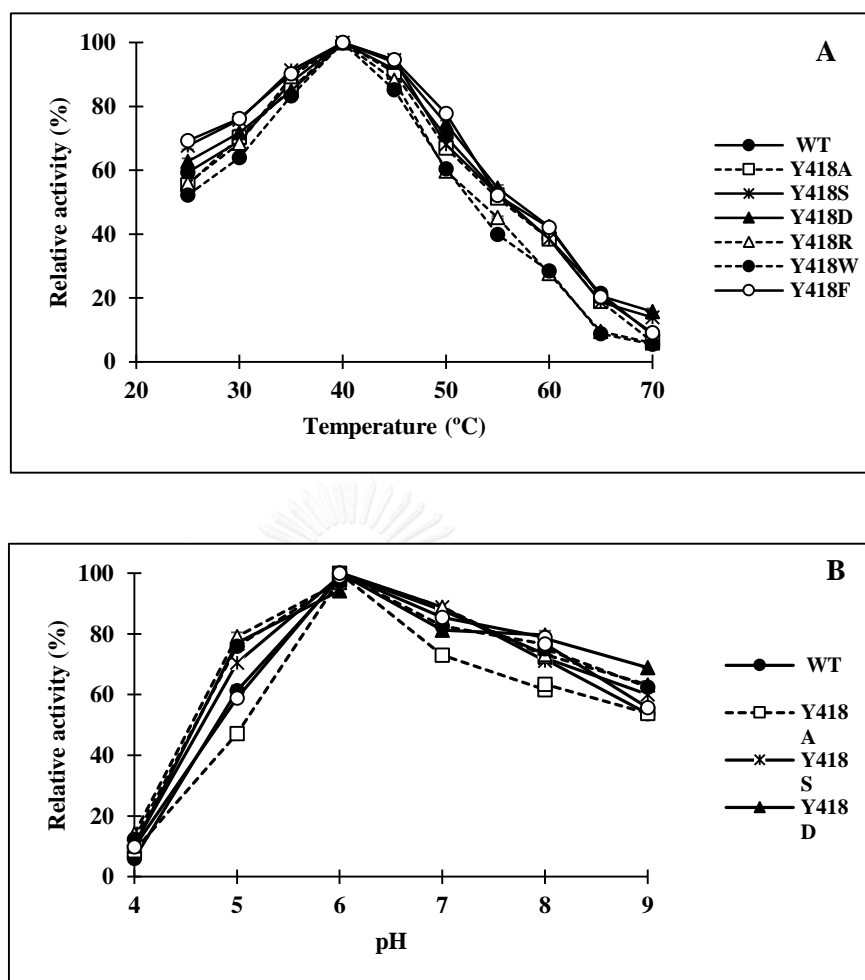 A
100
80
60
40
20
0
Relative activity (%)
20 30 40 50 60 70
Temperature (ºC)
WT
Y418A
Y418S
Y418D
Y418R
Y418W
Y418F
B
100
80
60
40
20
0
Relative activity (%)
4 5 6 7 8 9
pH
WT
Y418
A
Y418
S
Y418
D